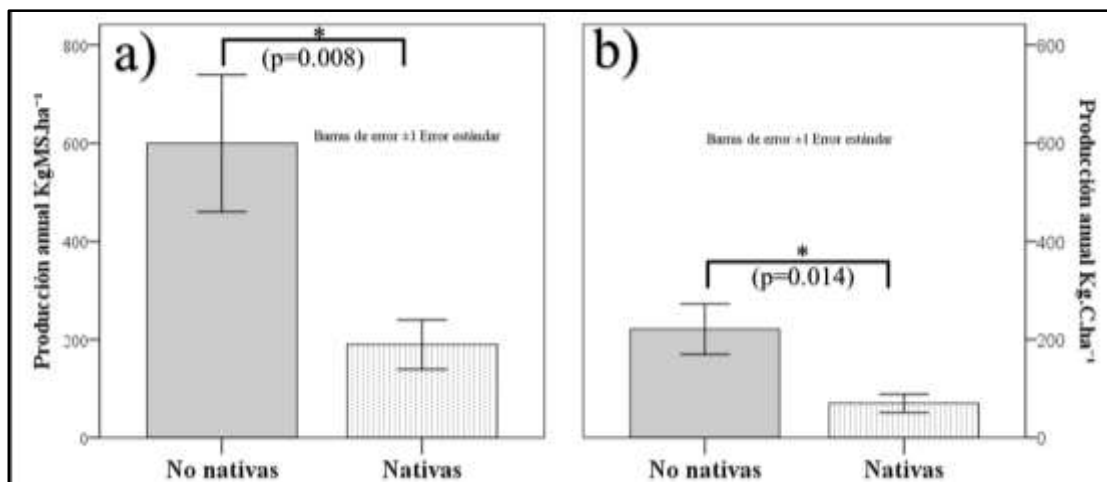 a)
*
(p=0.008)
Barras de error ±1 Error estándar
Producción anual KgMS.ha⁻¹
800
600
400
200
0
No nativas
Nativas
b)
Barras de error ±1 Error estándar
*
(p=0.014)
Producción anual Kg.C.ha⁻¹
800
600
400
200
0
No nativas
Nativas